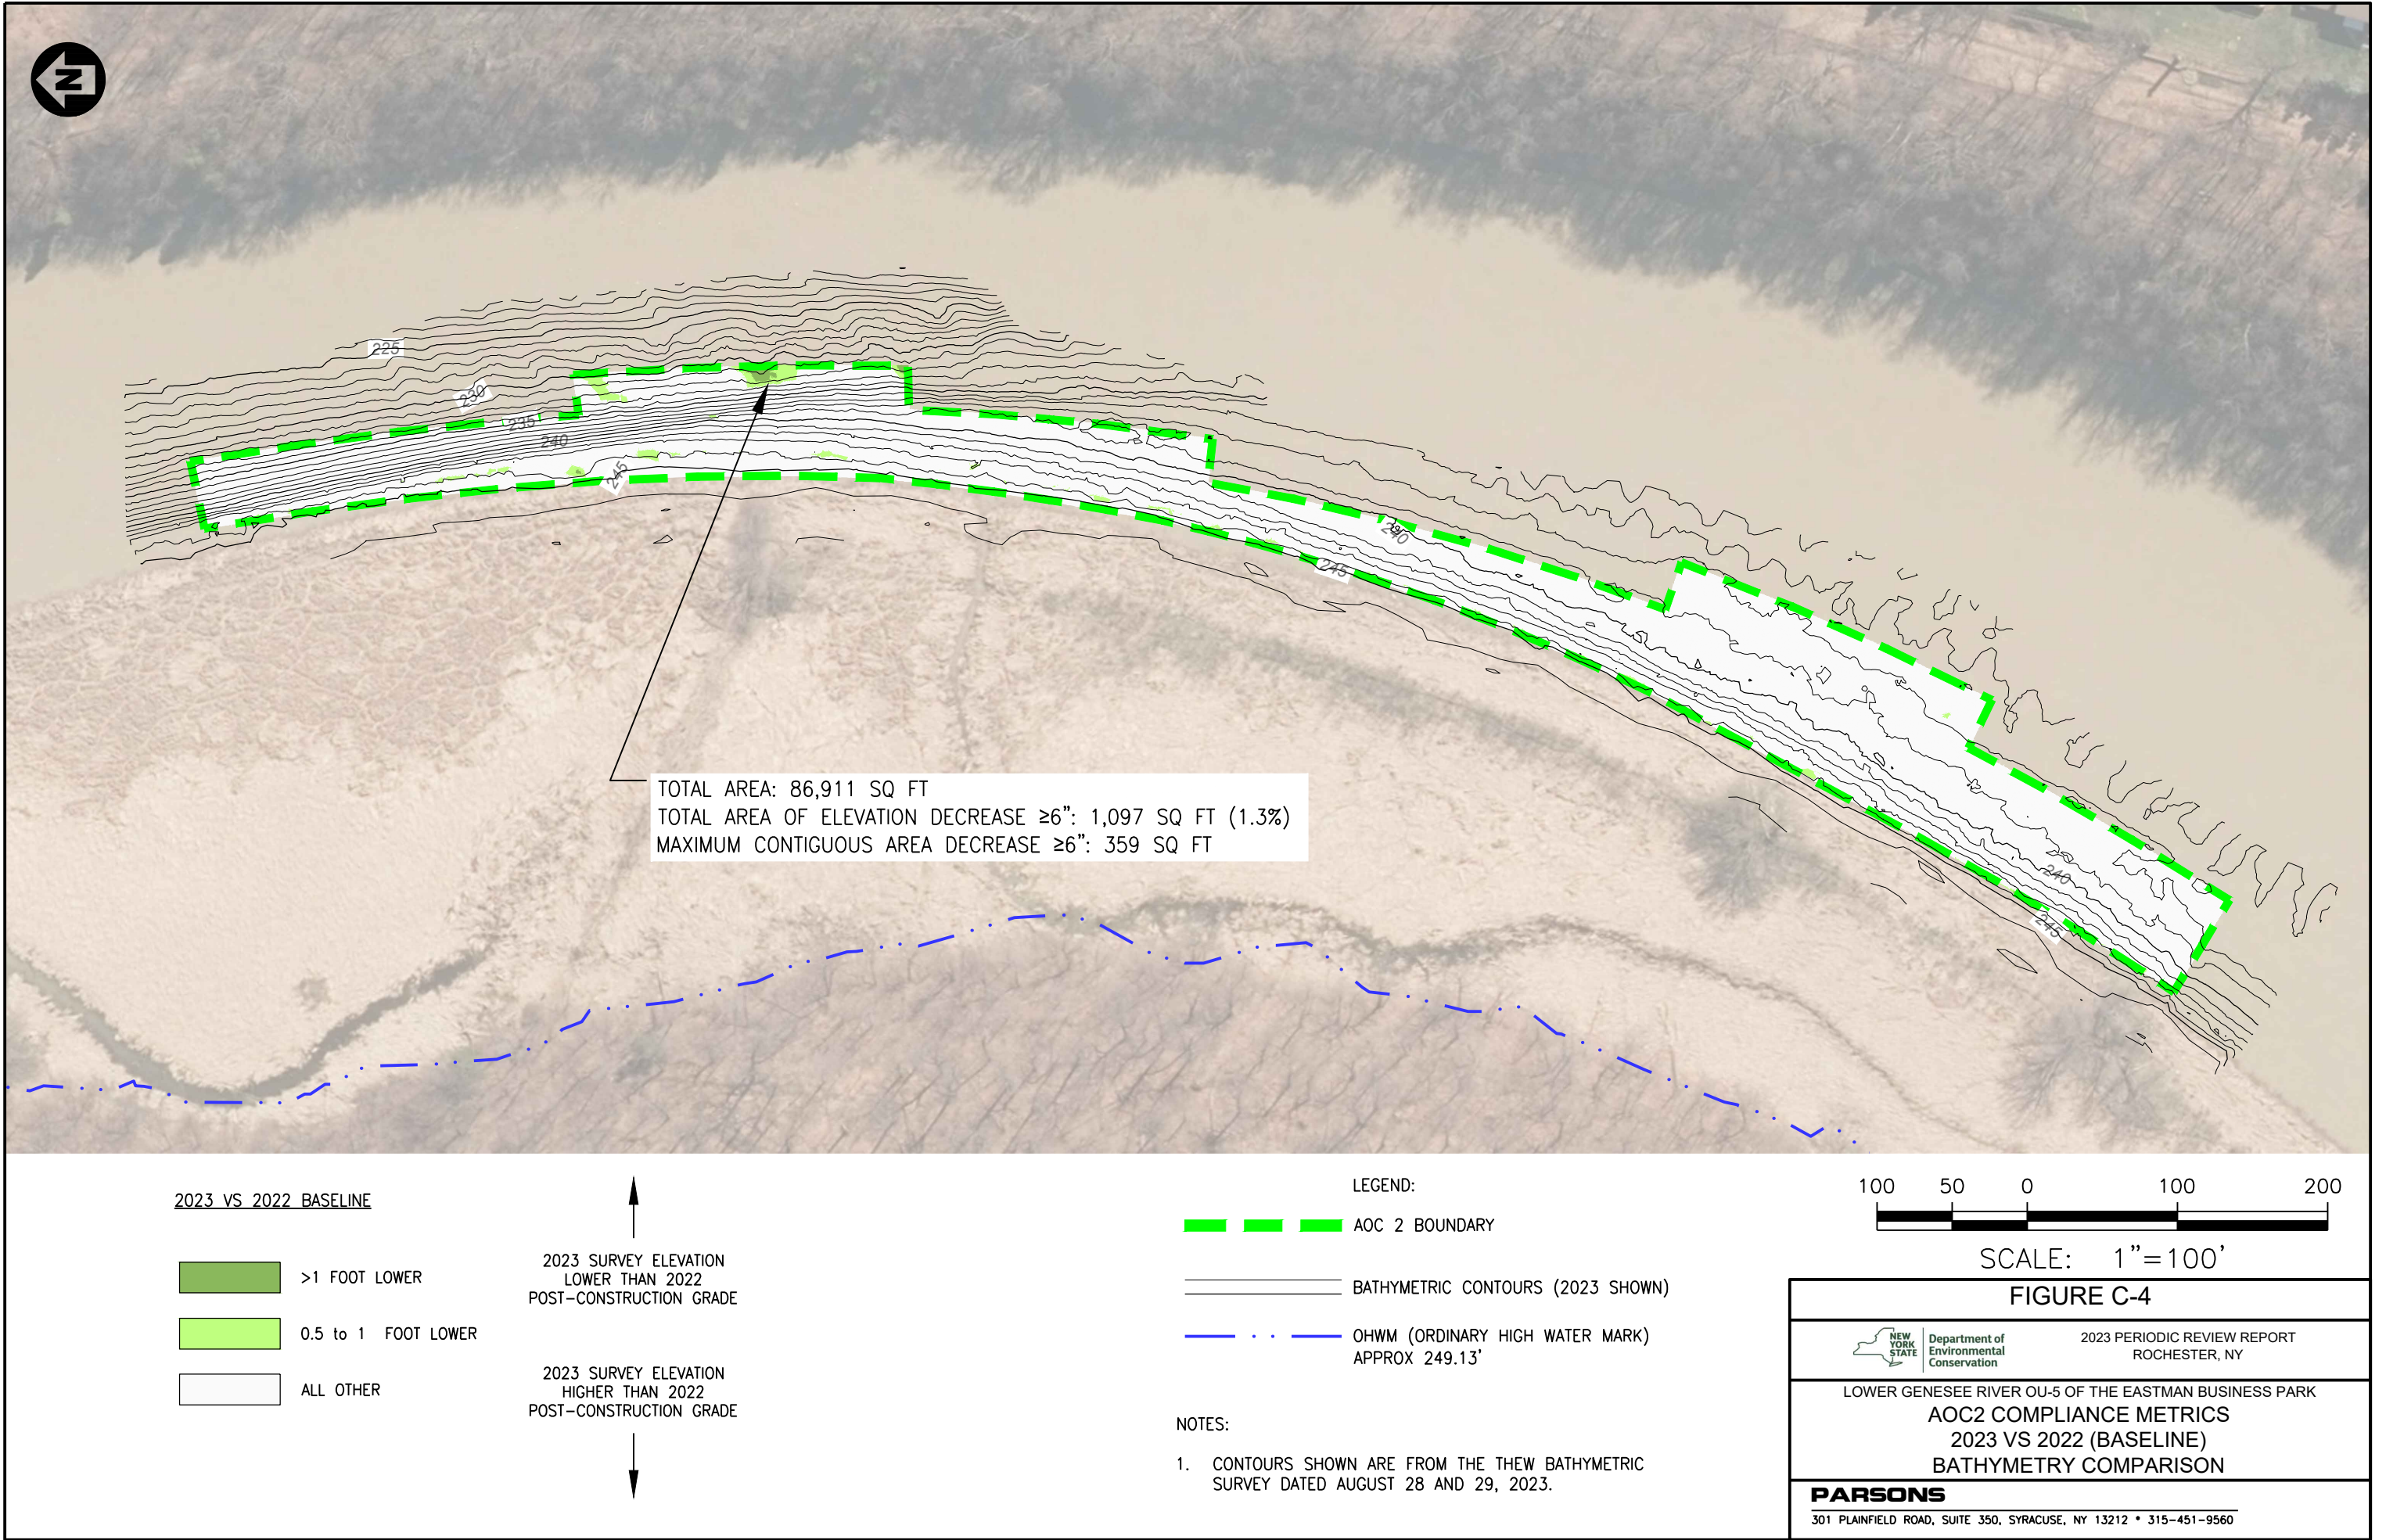 N
225
230
235
240
245
240
245
240
245
TOTAL AREA: 86,911 SQ FT
TOTAL AREA OF ELEVATION DECREASE ≥6": 1,097 SQ FT (1.3%)
MAXIMUM CONTIGUOUS AREA DECREASE ≥6": 359 SQ FT
2023 VS 2022 BASELINE
>1 FOOT LOWER
0.5 to 1 FOOT LOWER
ALL OTHER
2023 SURVEY ELEVATION
LOWER THAN 2022
POST-CONSTRUCTION GRADE
2023 SURVEY ELEVATION
HIGHER THAN 2022
POST-CONSTRUCTION GRADE
LEGEND:
AOC 2 BOUNDARY
BATHYMETRIC CONTOURS (2023 SHOWN)
OHWM (ORDINARY HIGH WATER MARK)
APPROX 249.13'
NOTES:
1. CONTOURS SHOWN ARE FROM THE THEW BATHYMETRIC
SURVEY DATED AUGUST 28 AND 29, 2023.
100 50 0 100 200
SCALE: 1"=100'
FIGURE C-4
NEW
YORK
STATE
Department of
Environmental
Conservation
2023 PERIODIC REVIEW REPORT
ROCHESTER, NY
LOWER GENESEE RIVER OU-5 OF THE EASTMAN BUSINESS PARK
AOC2 COMPLIANCE METRICS
2023 VS 2022 (BASELINE)
BATHYMETRY COMPARISON
PARSONS
301 PLAINFIELD ROAD, SUITE 350, SYRACUSE, NY 13212 * 315-451-9560